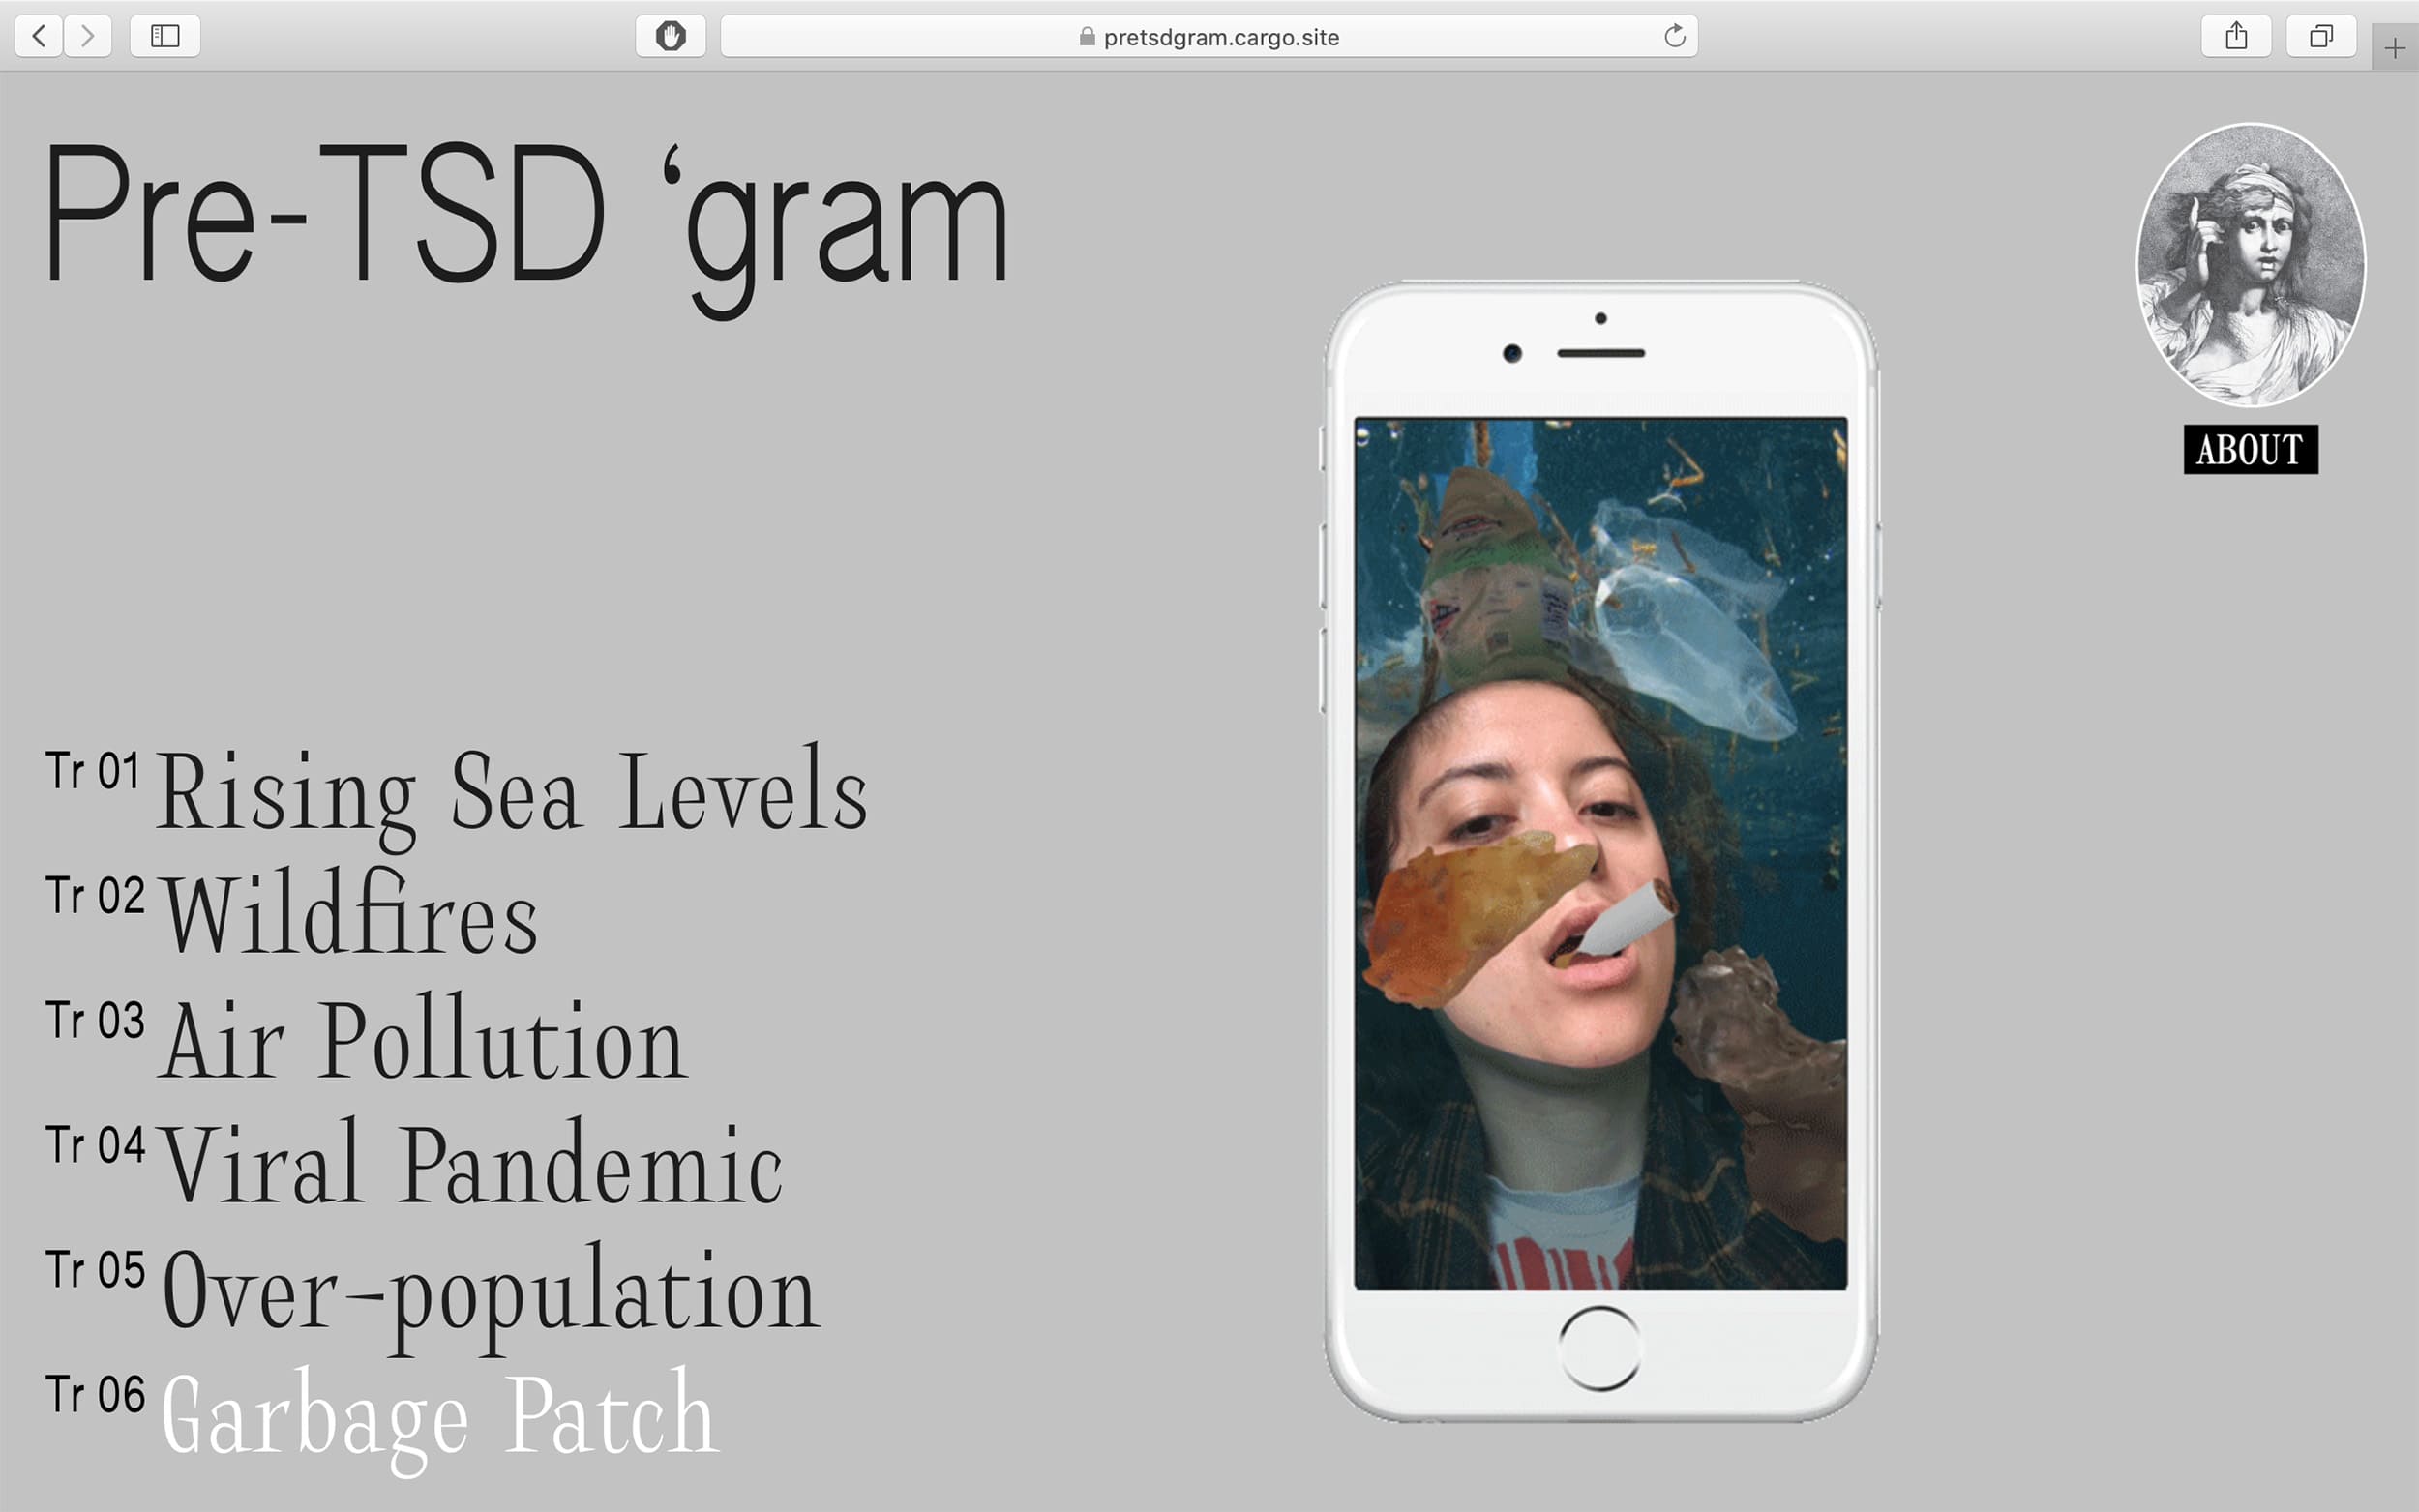 pretsdgram.cargo.site
Pre-TSD ‘gram
ABOUT
Tr 01 Rising Sea Levels
Tr 02 Wildfires
Tr 03 Air Pollution
Tr 04 Viral Pandemic
Tr 05 Over-population
Tr 06 Garbage Patch